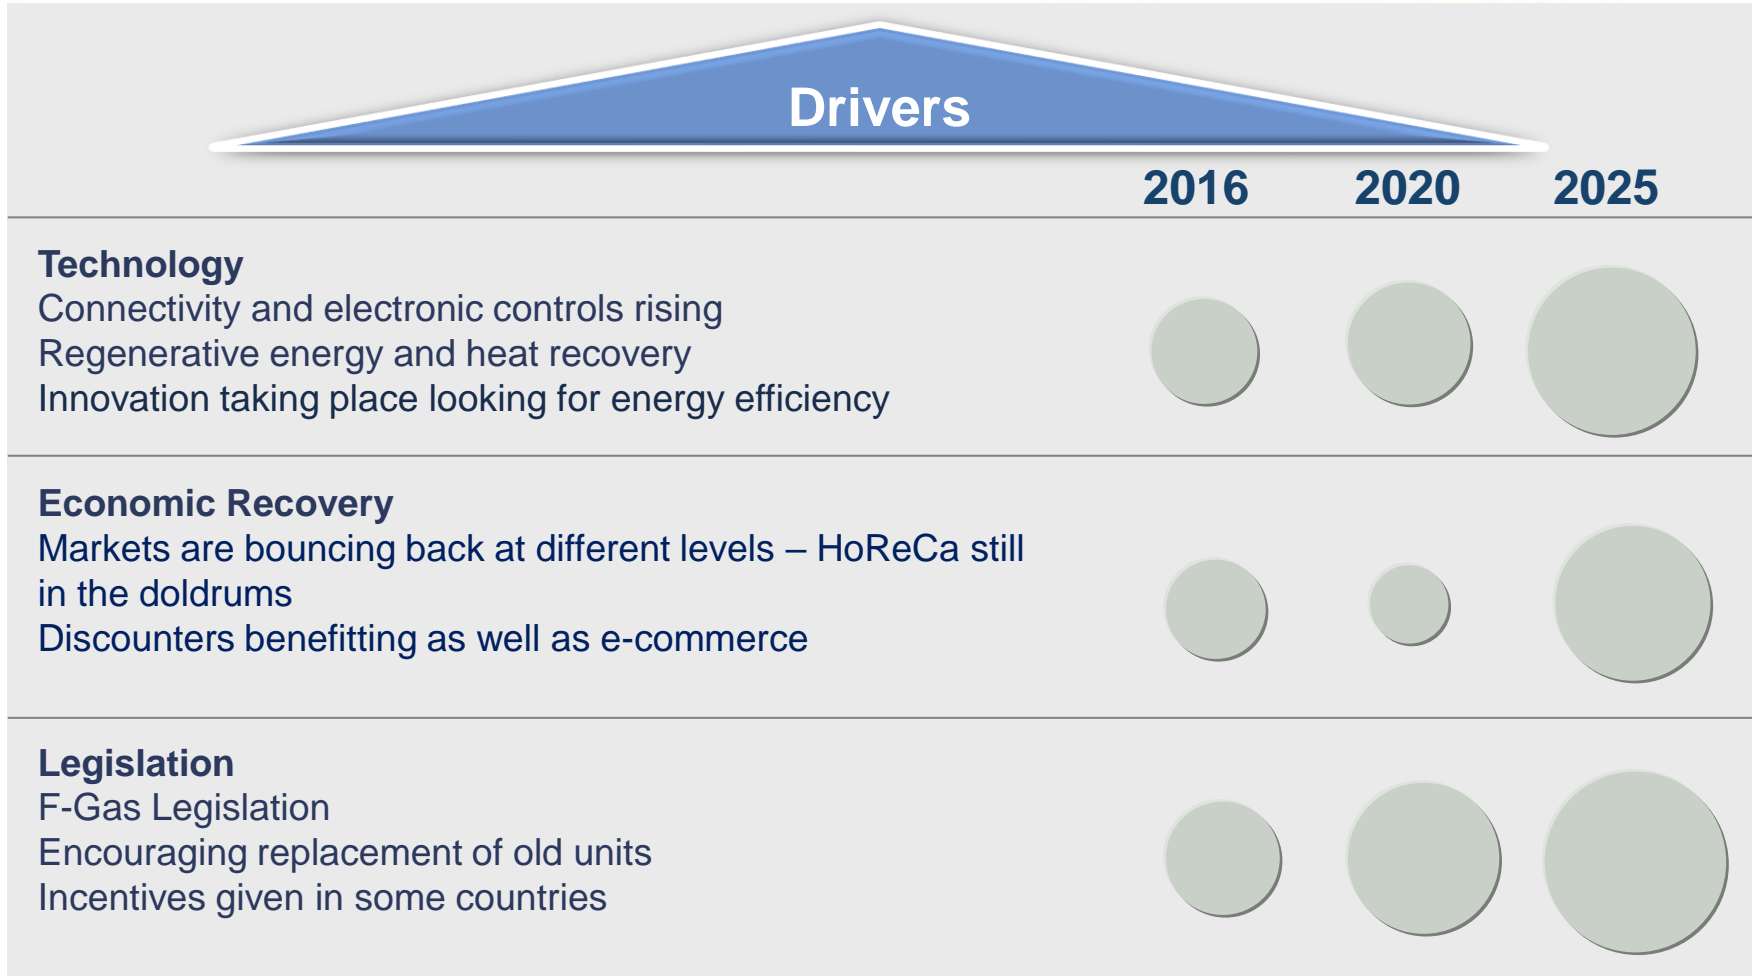 Drivers
2016 2020 2025
Technology
Connectivity and electronic controls rising
Regenerative energy and heat recovery
Innovation taking place looking for energy efficiency
Economic Recovery
Markets are bouncing back at different levels – HoReCa still
in the doldrums
Discounters benefitting as well as e-commerce
Legislation
F-Gas Legislation
Encouraging replacement of old units
Incentives given in some countries